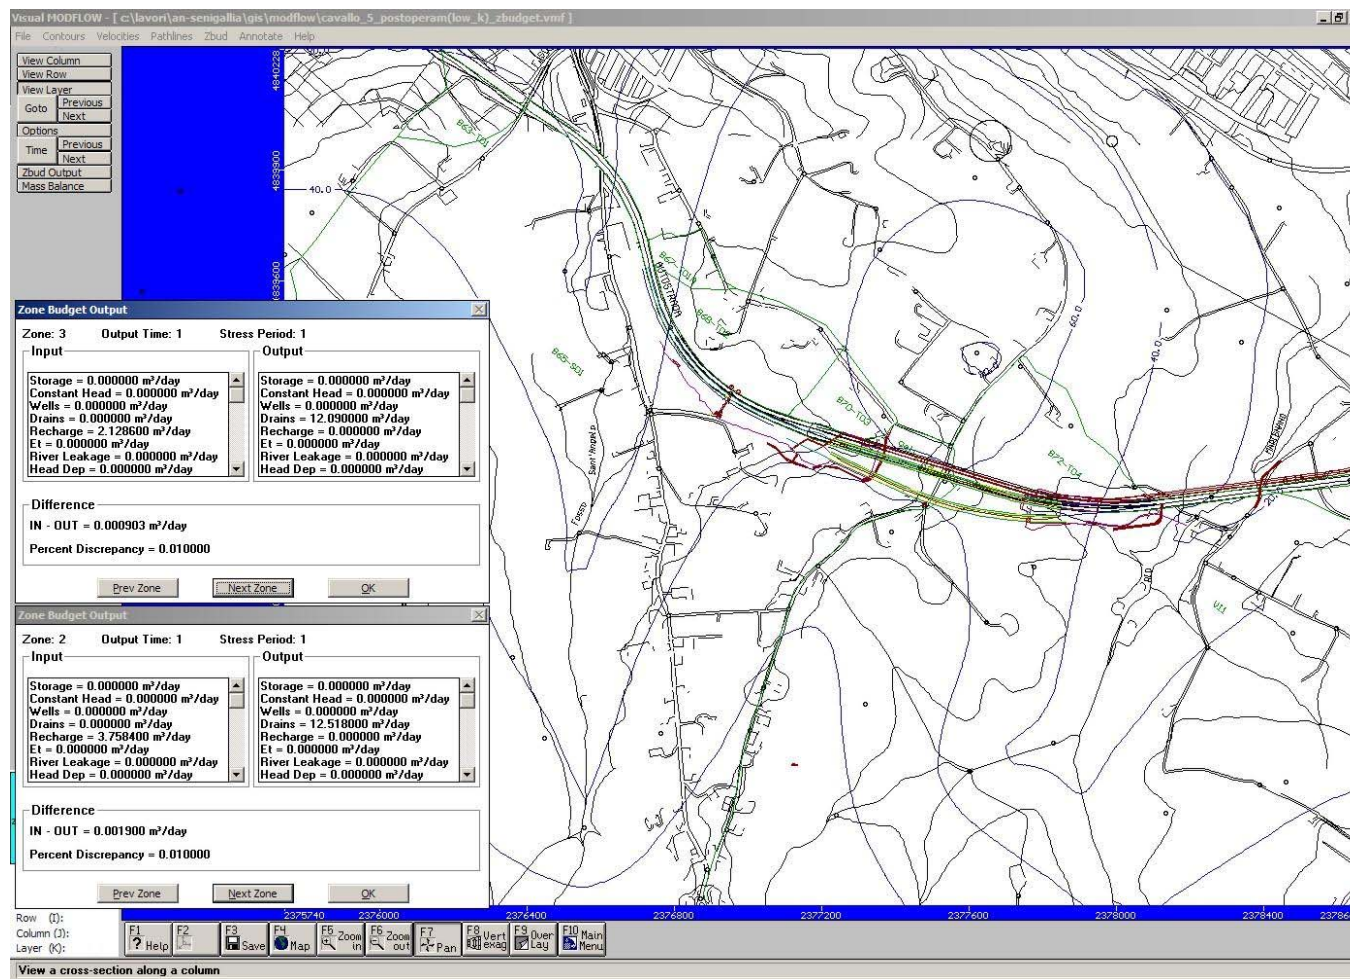 Visual MODFLOW - [ c:\lavori\an-senigallia\gis\modflow\cavallo_5_postoperam(low_k)_zbudget.vmf ]
File Contours Velocities Pathlines Zbud Annotate Help
View Column
View Row
View Layer
Goto Previous
Next
Options
Time Previous
Next
Zbud Output
Mass Balance
4840228
4839900
4839600
40.0
B63-T01
B67-T01A
AUTOSTRADA
B65-S01
B70-T03
B72-T04
60.0
40.0
Sant'Angelo
Fosso
V11
Zone Budget Output
Zone: 3 Output Time: 1 Stress Period: 1
Input
Storage = 0.000000 m³/day
Constant Head = 0.000000 m³/day
Wells = 0.000000 m³/day
Drains = 0.000000 m³/day
Recharge = 2.128600 m³/day
Et = 0.000000 m³/day
River Leakage = 0.000000 m³/day
Head Dep = 0.000000 m³/day
Output
Storage = 0.000000 m³/day
Constant Head = 0.000000 m³/day
Wells = 0.000000 m³/day
Drains = 12.090000 m³/day
Recharge = 0.000000 m³/day
Et = 0.000000 m³/day
River Leakage = 0.000000 m³/day
Head Dep = 0.000000 m³/day
Difference
IN - OUT = 0.000903 m³/day
Percent Discrepancy = 0.010000
Prev Zone Next Zone OK
Zone Budget Output
Zone: 2 Output Time: 1 Stress Period: 1
Input
Storage = 0.000000 m³/day
Constant Head = 0.000000 m³/day
Wells = 0.000000 m³/day
Drains = 0.000000 m³/day
Recharge = 3.758400 m³/day
Et = 0.000000 m³/day
River Leakage = 0.000000 m³/day
Head Dep = 0.000000 m³/day
Output
Storage = 0.000000 m³/day
Constant Head = 0.000000 m³/day
Wells = 0.000000 m³/day
Drains = 12.518000 m³/day
Recharge = 0.000000 m³/day
Et = 0.000000 m³/day
River Leakage = 0.000000 m³/day
Head Dep = 0.000000 m³/day
Difference
IN - OUT = 0.001900 m³/day
Percent Discrepancy = 0.010000
Prev Zone Next Zone OK
2375740 2376000 2376400 2376800 2377200 2377600 2378000 2378400
Row (I):
Column (J):
Layer (K):
F1 ? Help
F2
F3 Save
F4 Map
F5 Zoom in
F6 Zoom out
F7 Pan
F8 Vert exag
F9 Over Lay
F10 Main Menu
View a cross-section along a column